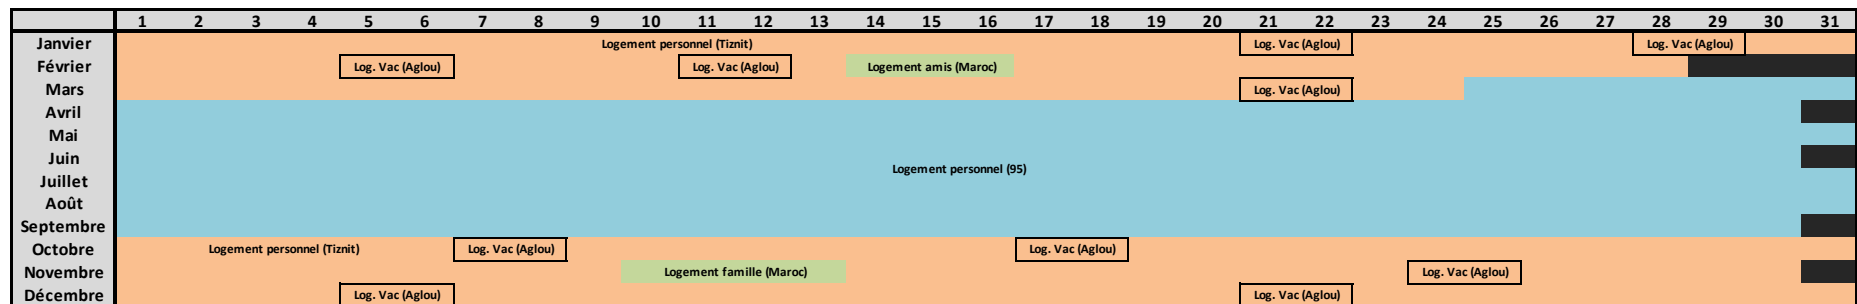 1 2 3 4 5 6 7 8 9 10 11 12 13 14 15 16 17 18 19 20 21 22 23 24 25 26 27 28 29 30 31
Janvier Logement personnel (Tiznit) Log. Vac (Aglou) Log. Vac (Aglou)
Février Log. Vac (Aglou) Log. Vac (Aglou) Logement amis (Maroc)
Mars Log. Vac (Aglou)
Avril
Mai
Juin
Logement personnel (95)
Juillet
Août
Septembre
Octobre Logement personnel (Tiznit) Log. Vac (Aglou) Log. Vac (Aglou)
Novembre Logement famille (Maroc) Log. Vac (Aglou)
Décembre Log. Vac (Aglou) Log. Vac (Aglou)